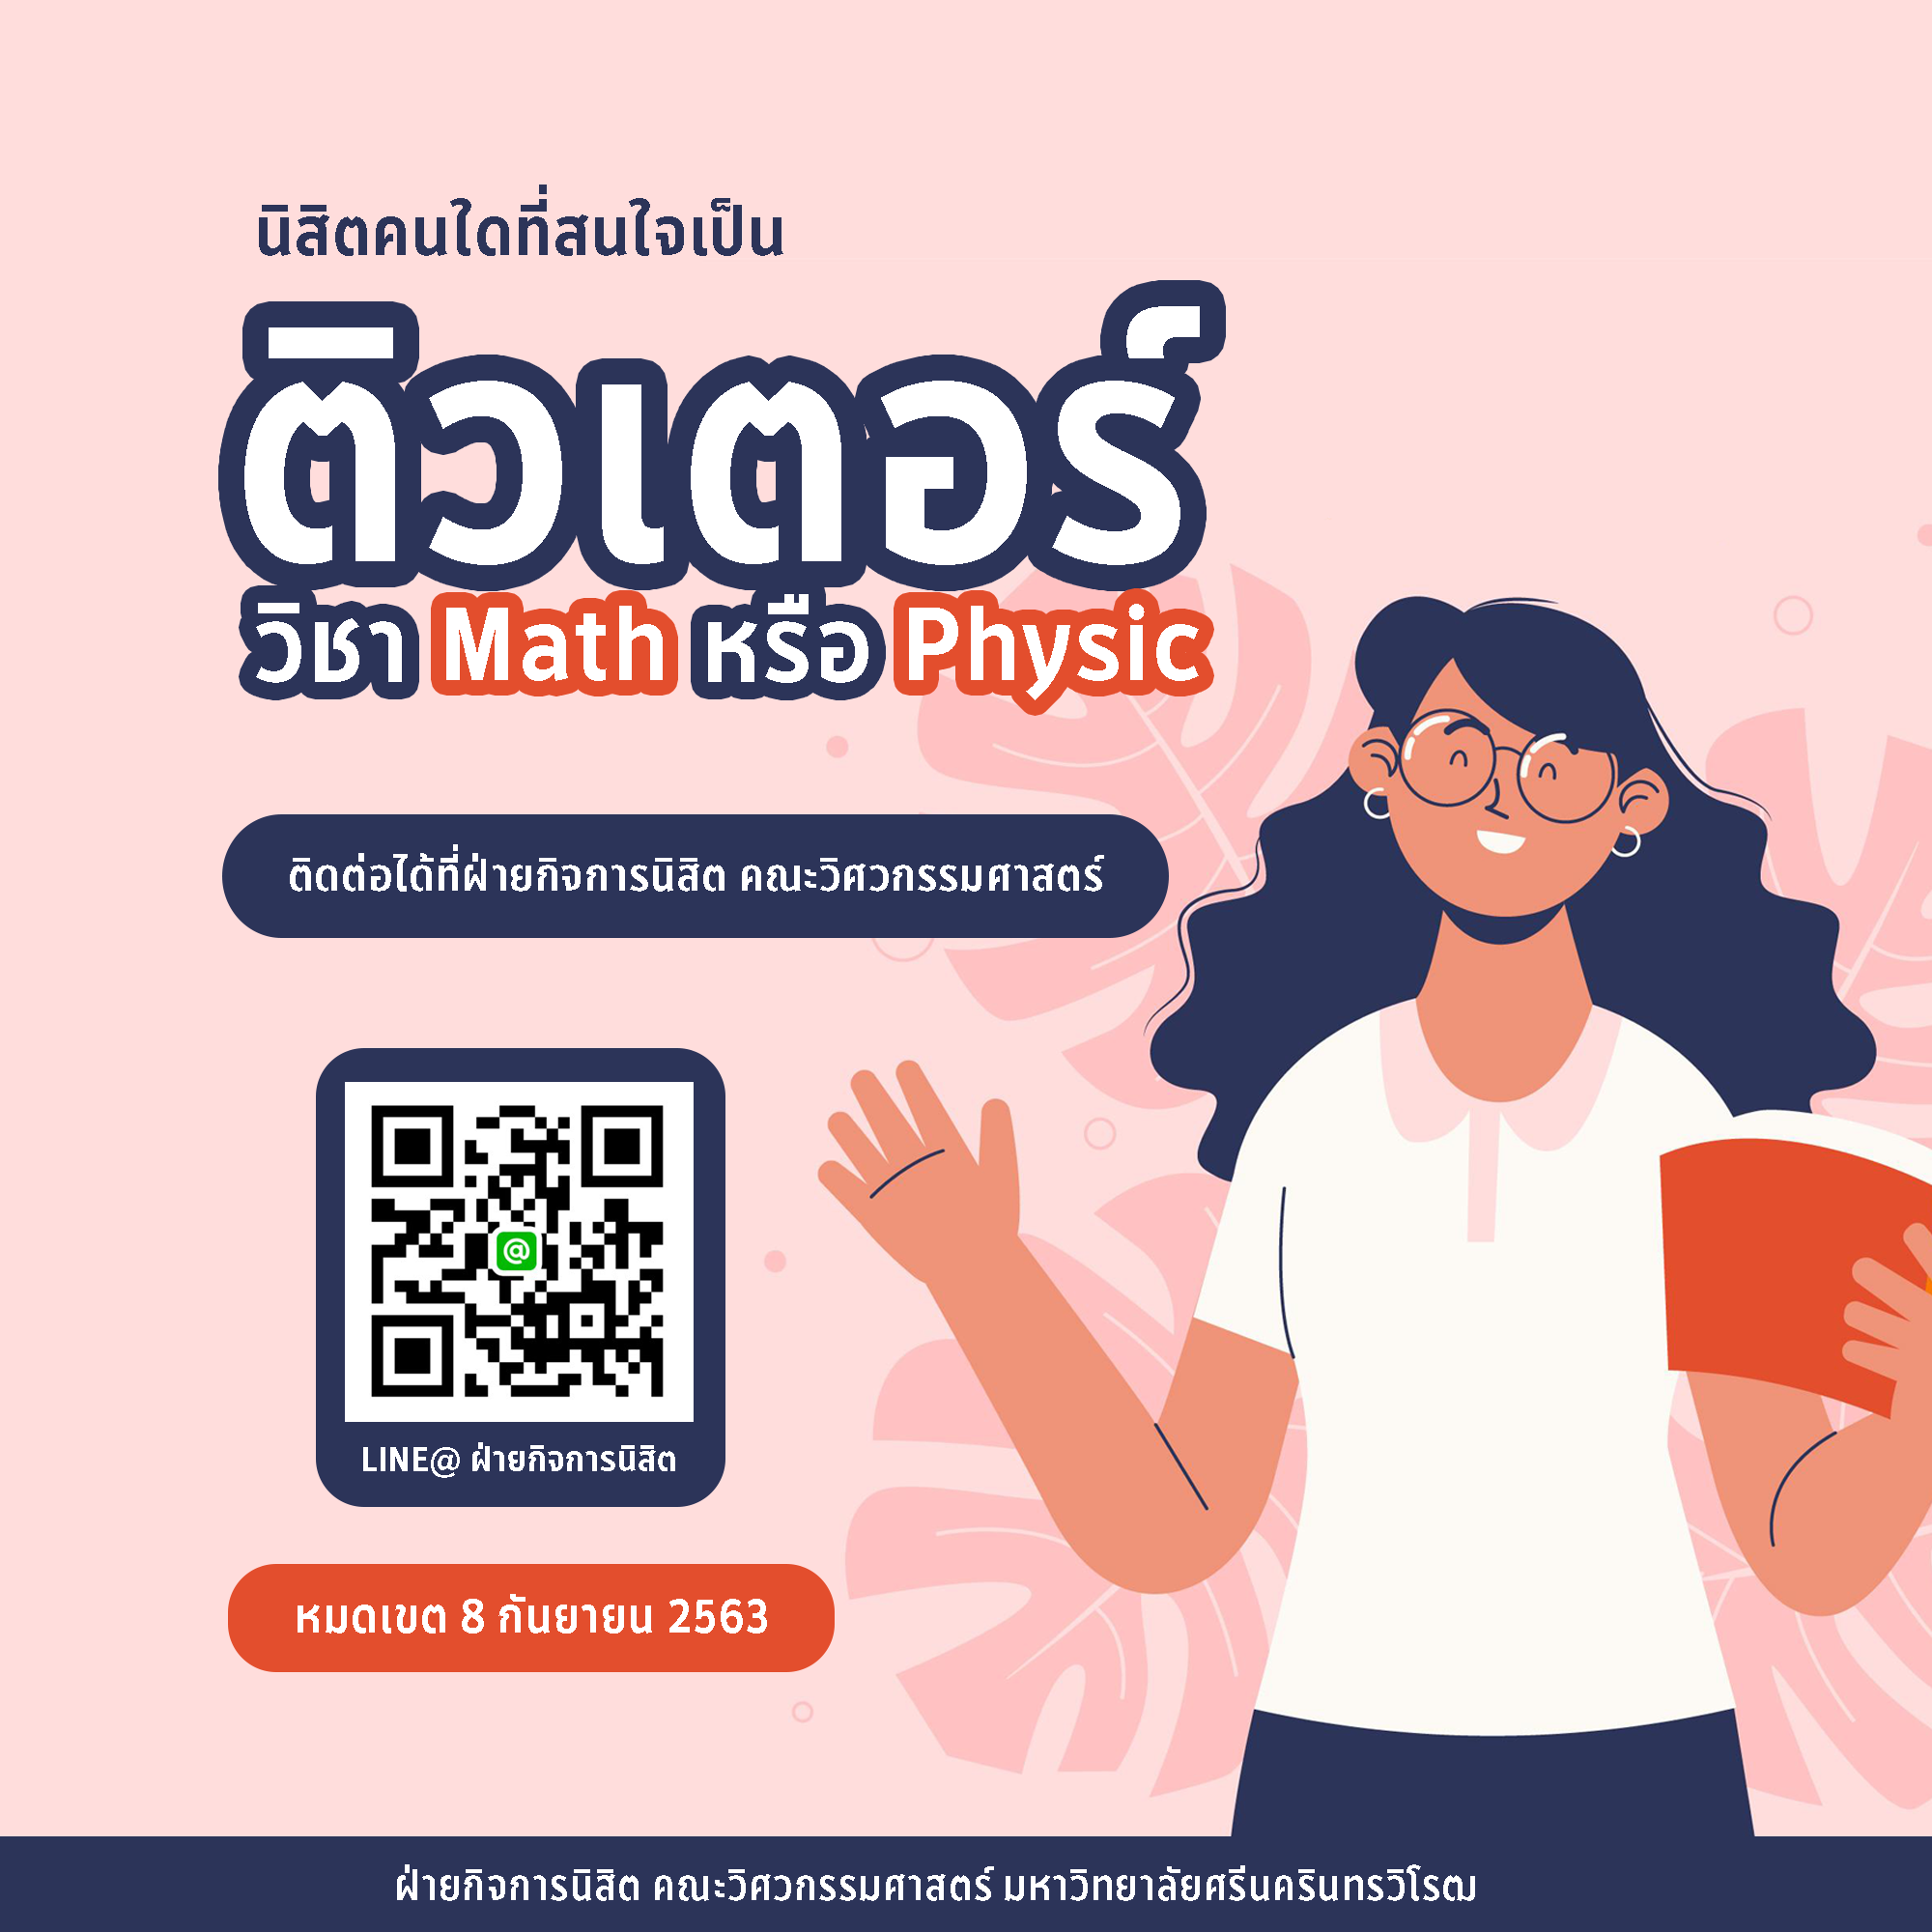 นิสิตคนใดที่สนใจเป็น
ติวเตอร์
วิชา Math หรือ Physic
ติดต่อได้ที่ฝ่ายกิจการนิสิต คณะวิศวกรรมศาสตร์
@
LINE@ ฝ่ายกิจการนิสิต
หมดเขต 8 กันยายน 2563
ฝ่ายกิจการนิสิต คณะวิศวกรรมศาสตร์ มหาวิทยาลัยศรีนครินทรวิโรฒ